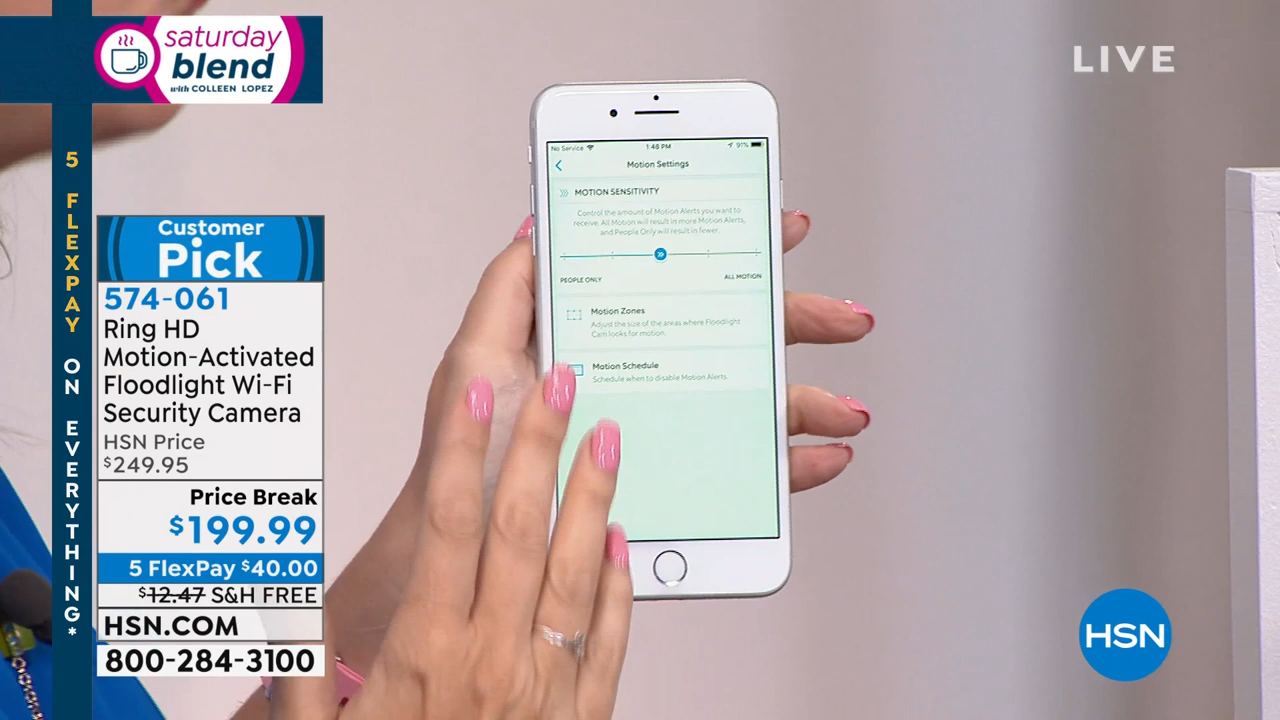 saturday
blend
with COLLEEN LOPEZ
LIVE
5 FLEXPAY ON EVERYTHING*
Customer
Pick
574-061
Ring HD
Motion-Activated
Floodlight Wi-Fi
Security Camera
HSN Price
$249.95
Price Break
$199.99
5 FlexPay $40.00
$12.47 S&H FREE
HSN.COM
800-284-3100
No Service 1:48 PM 91%
Motion Settings
MOTION SENSITIVITY
Control the amount of Motion Alerts you want to
receive. All Motion will result in more Motion Alerts,
and People Only will result in fewer.
PEOPLE ONLY ALL MOTION
Motion Zones
Adjust the size of the areas where Floodlight
Cam looks for motion.
Motion Schedule
Schedule when to disable Motion Alerts.
HSN